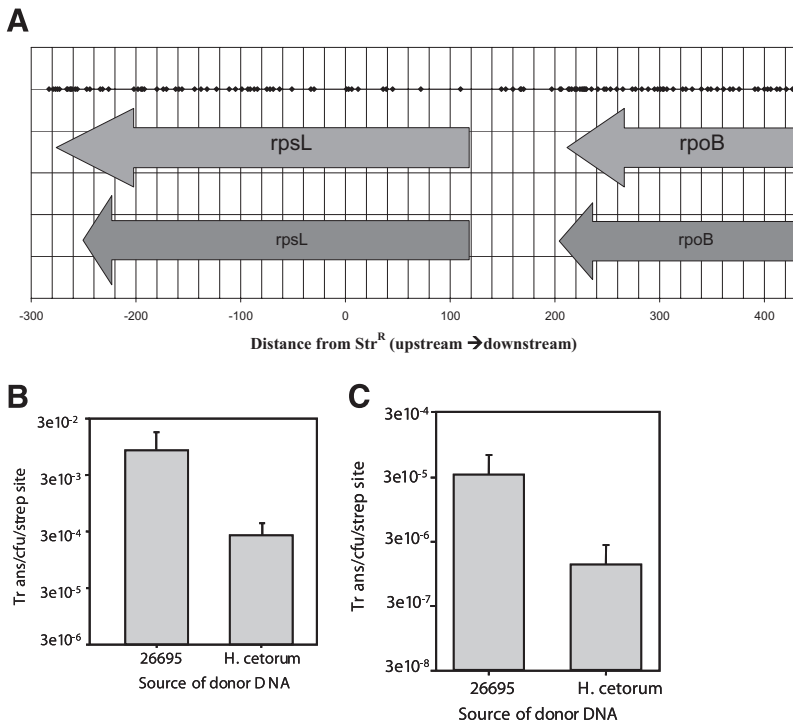 A
rpsL
rpoB
rpsL
rpoB
-300 -200 -100 0 100 200 300 400
Distance from Str^R (upstream →downstream)
B
3e10-2
3e10-3
3e10-4
3e10-5
3e10-6
Tr ans/cfu/strep site
26695 H. cetorum
Source of donor DNA
C
3e10-4
3e10-5
3e10-6
3e10-7
3e10-8
Tr ans/cfu/strep site
26695 H. cetorum
Source of donor DNA